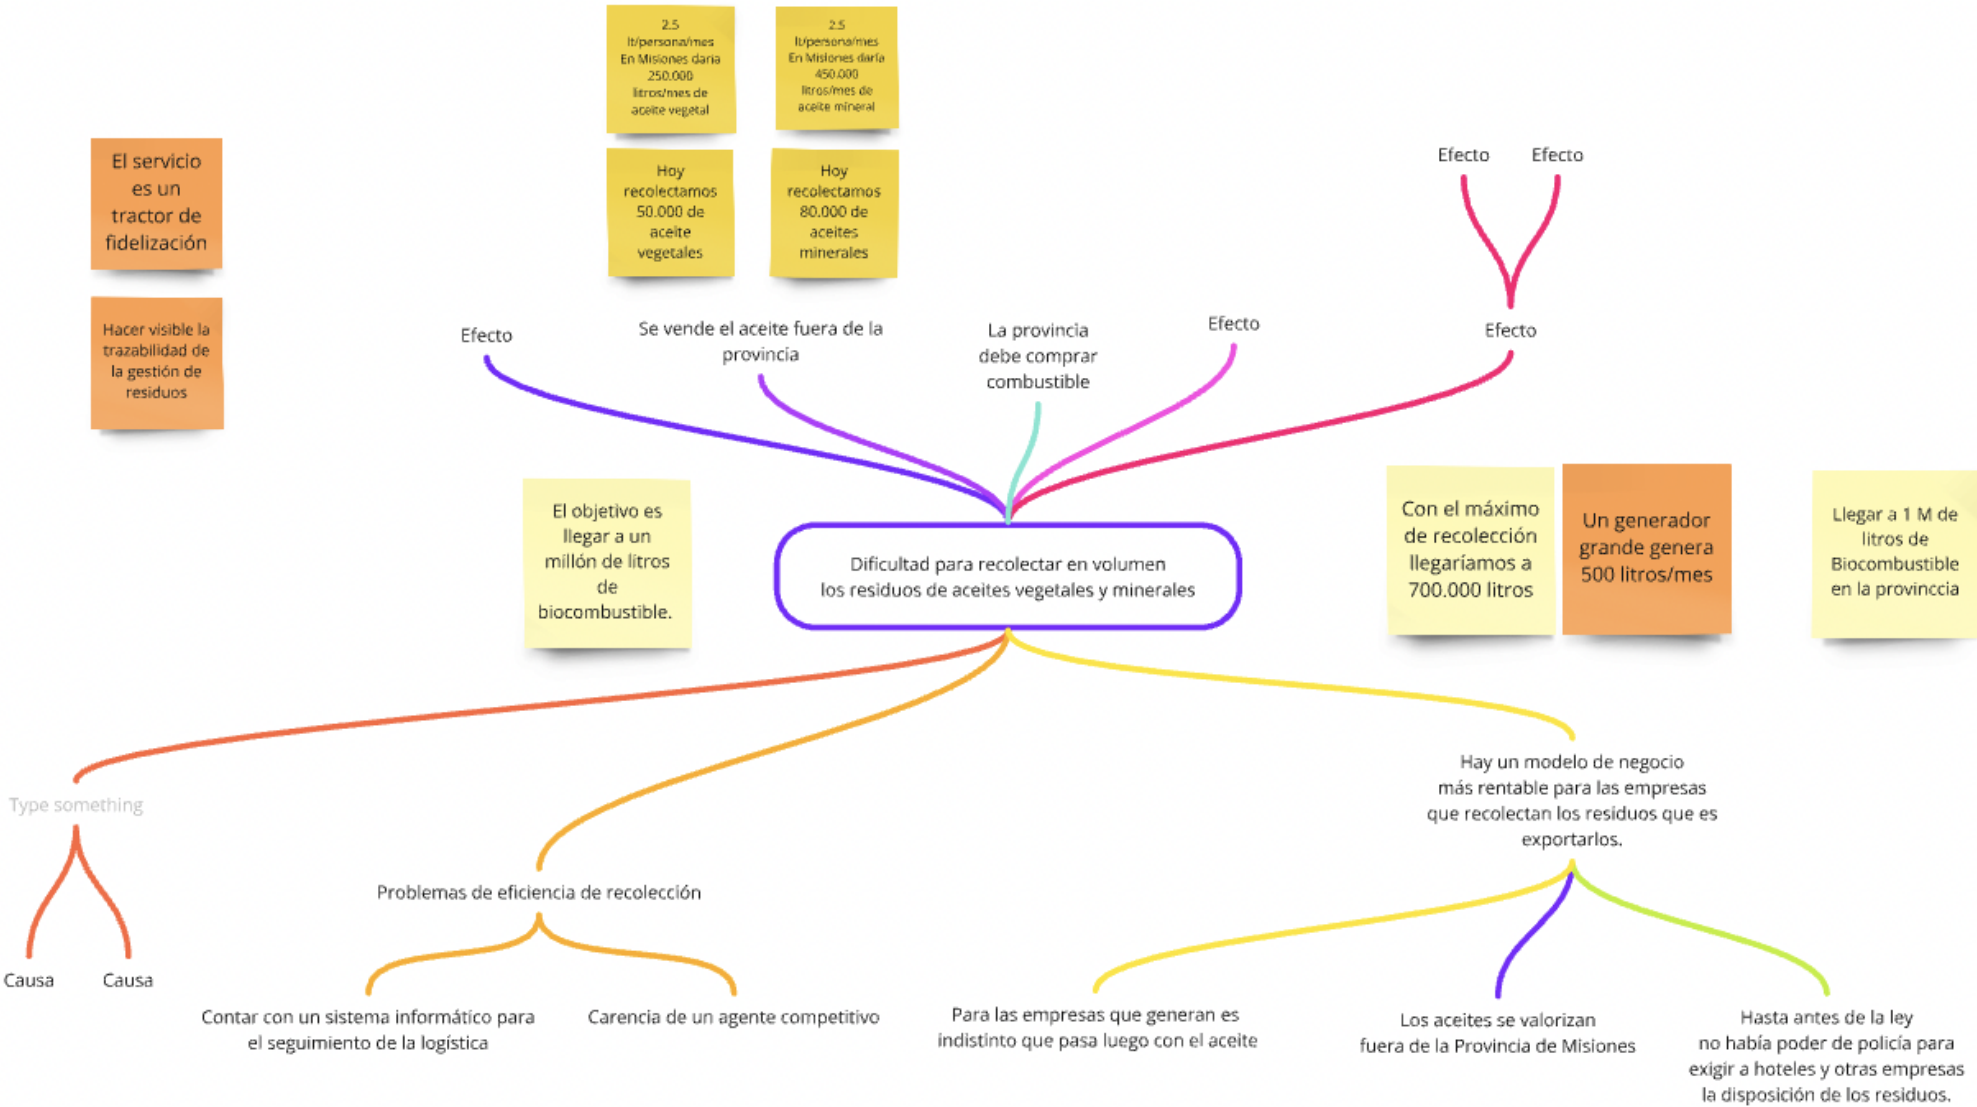 2.5
lt/persona/mes
En Misiones daria
250.000
litros/mes de
aceite vegetal
2.5
lt/persona/mes
En Misiones daría
450.000
litros/mes de
aceite mineral
El servicio
es un
tractor de
fidelización
Hoy
recolectamos
50.000 de
aceite
vegetales
Hoy
recolectamos
80.000 de
aceites
minerales
Efecto
Efecto
Hacer visible la
trazabilidad de
la gestión de
residuos
Efecto
Se vende el aceite fuera de la
provincia
La provincia
debe comprar
combustible
Efecto
Efecto
El objetivo es
llegar a un
millón de litros
de
biocombustible.
Dificultad para recolectar en volumen
los residuos de aceites vegetales y minerales
Con el máximo
de recolección
llegaríamos a
700.000 litros
Un generador
grande genera
500 litros/mes
Llegar a 1 M de
litros de
Biocombustible
en la provinccia
Type something
Causa
Causa
Problemas de eficiencia de recolección
Contar con un sistema informático para
el seguimiento de la logística
Carencia de un agente competitivo
Hay un modelo de negocio
más rentable para las empresas
que recolectan los residuos que es
exportarlos.
Para las empresas que generan es
indistinto que pasa luego con el aceite
Los aceites se valorizan
fuera de la Provincia de Misiones
Hasta antes de la ley
no había poder de policía para
exigir a hoteles y otras empresas
la disposición de los residuos.